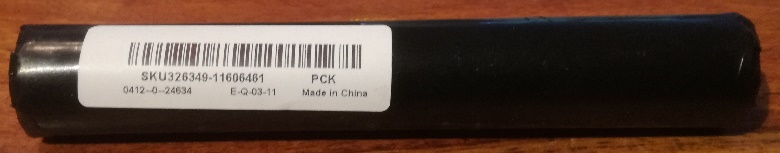 SKU326349-11606461 PCK
0412--0--24634 E-Q-03-11 Made in China